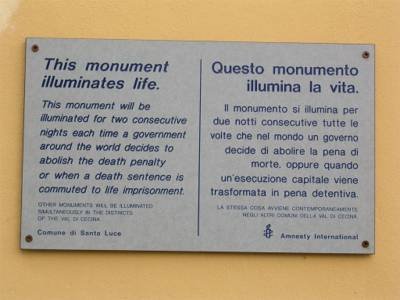 This monument
illuminates life.
This monument will be
illuminated for two consecutive
nights each time a government
around the world decides to
abolish the death penalty
or when a death sentence is
commuted to life imprisonment.
OTHER MONUMENTS WILL BE ILLUMINATED
SIMULTANEOUSLY IN THE DISTRICTS
OF THE VAL DI CECINA
Comune di Santa Luce
Questo monumento
illumina la vita.
Il monumento si illumina per
due notti consecutive tutte le
volte che nel mondo un governo
decide di abolire la pena di
morte, oppure quando
un'esecuzione capitale viene
trasformata in pena detentiva.
LA STESSA COSA AVVIENE CONTEMPORANEAMENTE
NEGLI ALTRI COMUNI DELLA VAL DI CECINA
Amnesty International